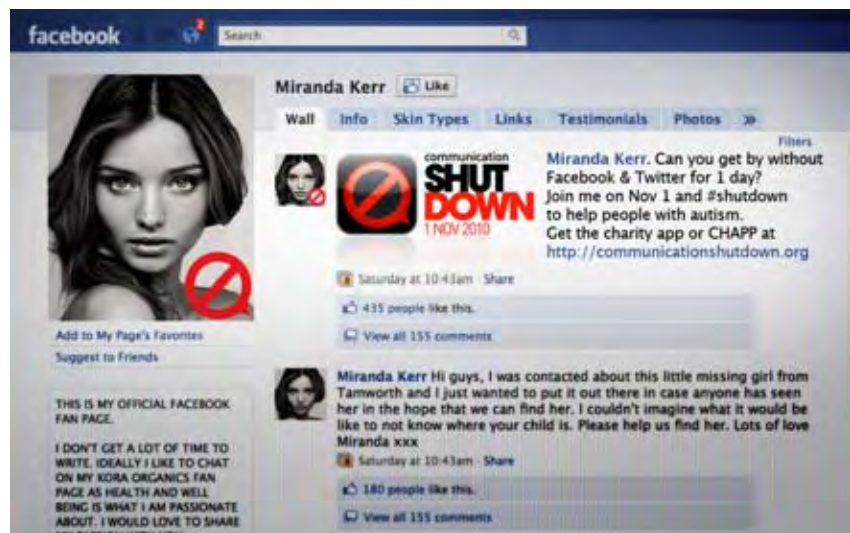 facebook
2
Search
Miranda Kerr
Like
Wall Info Skin Types Links Testimonials Photos »
Filters
communication
SHUT
DOWN
1 NOV 2010
Miranda Kerr. Can you get by without
Facebook & Twitter for 1 day?
Join me on Nov 1 and #shutdown
to help people with autism.
Get the charity app or CHAPP at
http://communicationshutdown.org
Saturday at 10:43am · Share
435 people like this.
View all 155 comments
Add to My Page's Favorites
Suggest to Friends
THIS IS MY OFFICIAL FACEBOOK
FAN PAGE.
I DON'T GET A LOT OF TIME TO
WRITE. IDEALLY I LIKE TO CHAT
ON MY KORA ORGANICS FAN
PAGE AS HEALTH AND WELL
BEING IS WHAT I AM PASSIONATE
ABOUT. I WOULD LOVE TO SHARE
Miranda Kerr Hi guys, I was contacted about this little missing girl from
Tamworth and I just wanted to put it out there in case anyone has seen
her in the hope that we can find her. I couldn't imagine what it would be
like to not know where your child is. Please help us find her. Lots of love
Miranda xxx
Saturday at 10:43am · Share
180 people like this.
View all 155 comments